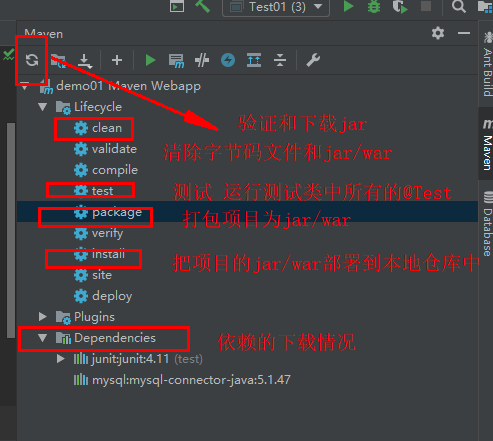 Test01 (3)
Maven
demo01 Maven Webapp
Lifecycle
clean
验证和下载jar
validate
清除字节码文件和jar/war
compile
test
测试 运行测试类中所有的@Test
package
打包项目为jar/war
verify
install
把项目的jar/war部署到本地仓库中
site
deploy
Plugins
Dependencies
依赖的下载情况
junit:junit:4.11 (test)
mysql:mysql-connector-java:5.1.47
Ant Build
Maven
Database